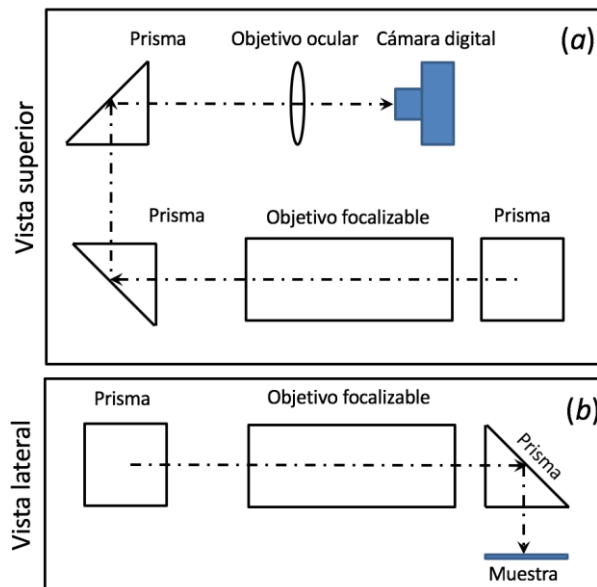 Prisma
Objetivo ocular
Cámara digital
(a)
Vista superior
Prisma
Objetivo focalizable
Prisma
Prisma
Objetivo focalizable
(b)
Vista lateral
Prisma
Muestra